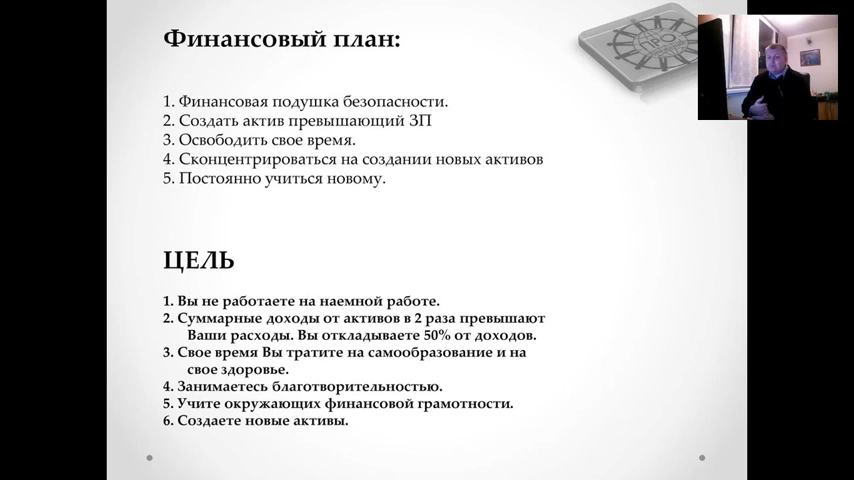 Финансовый план:
1. Финансовая подушка безопасности.
2. Создать актив превышающий ЗП
3. Освободить свое время.
4. Сконцентрироваться на создании новых активов
5. Постоянно учиться новому.
ЦЕЛЬ
1. Вы не работаете на наемной работе.
2. Суммарные доходы от активов в 2 раза превышают
Ваши расходы. Вы откладываете 50% от доходов.
3. Свое время Вы тратите на самообразование и на
свое здоровье.
4. Занимаетесь благотворительностью.
5. Учите окружающих финансовой грамотности.
6. Создаете новые активы.
ПРО